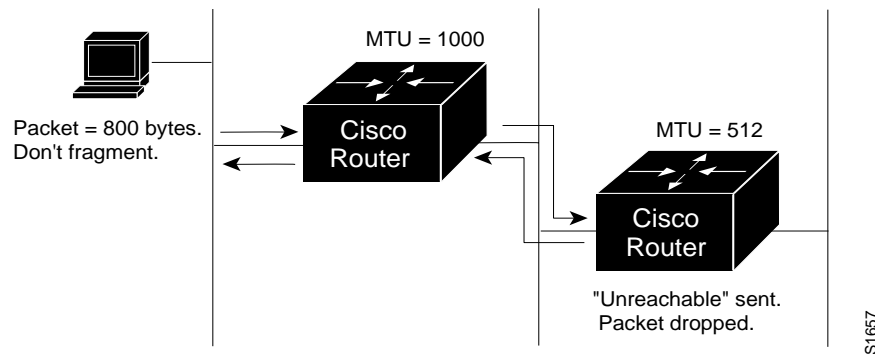 MTU = 1000
Packet = 800 bytes.
Don't fragment.
Cisco
Router
MTU = 512
Cisco
Router
"Unreachable" sent.
Packet dropped.
S1657